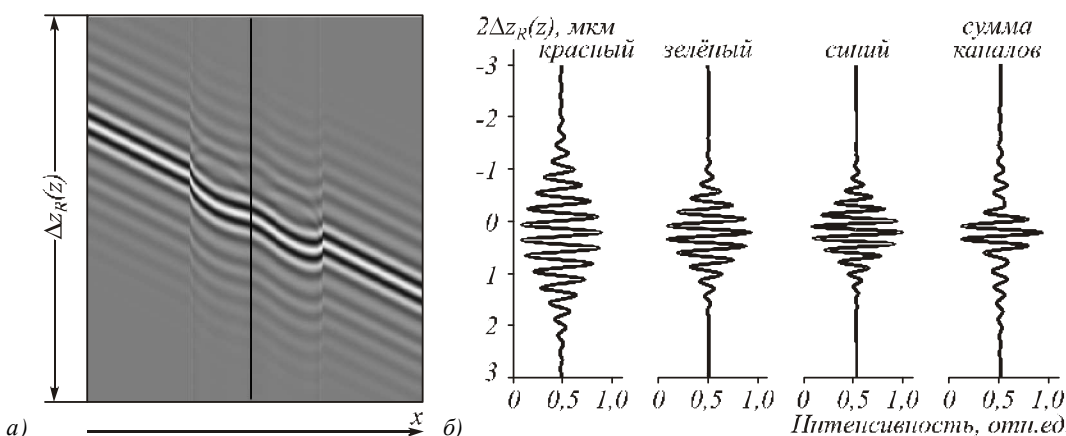 Δz_R(z)
x
а)
2Δz_R(z), мкм
красный
зелёный
синий
сумма
каналов
-3
-2
-1
0
1
2
3
0 0,5 1,0
0 0,5 1,0
0 0,5 1,0
0 0,5 1,0
Интенсивность, отн.ед
б)